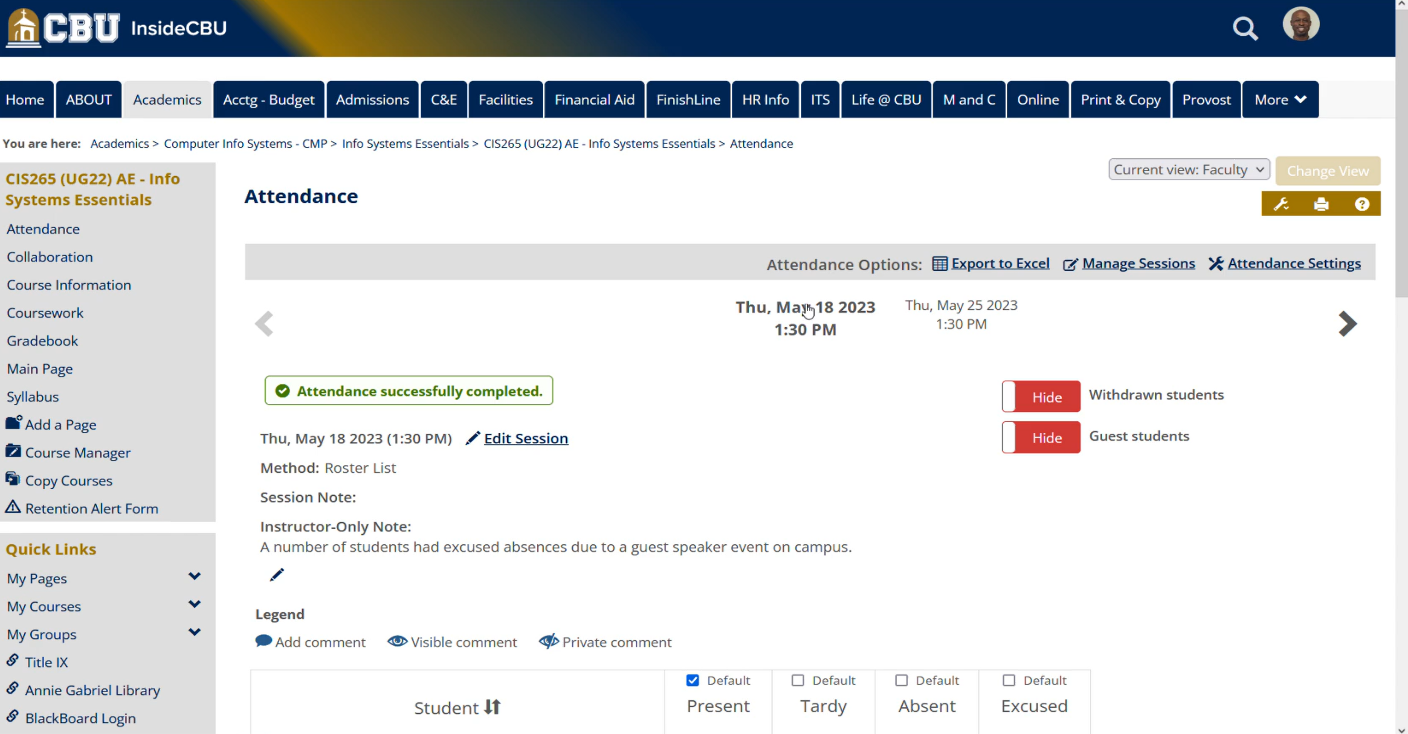 CBU InsideCBU
Home ABOUT Academics Acctg - Budget Admissions C&E Facilities Financial Aid FinishLine HR Info ITS Life @ CBU M and C Online Print & Copy Provost More
You are here: Academics > Computer Info Systems - CMP > Info Systems Essentials > CIS265 (UG22) AE - Info Systems Essentials > Attendance
Current view: Faculty Change View
CIS265 (UG22) AE - Info
Systems Essentials
Attendance
Collaboration
Course Information
Coursework
Gradebook
Main Page
Syllabus
Add a Page
Course Manager
Copy Courses
Retention Alert Form
Quick Links
My Pages
My Courses
My Groups
Title IX
Annie Gabriel Library
BlackBoard Login
Attendance
Attendance Options: Export to Excel Manage Sessions Attendance Settings
Thu, May 18 2023
1:30 PM
Thu, May 25 2023
1:30 PM
Attendance successfully completed.
Hide Withdrawn students
Hide Guest students
Thu, May 18 2023 (1:30 PM) Edit Session
Method: Roster List
Session Note:
Instructor-Only Note:
A number of students had excused absences due to a guest speaker event on campus.
Legend
Add comment Visible comment Private comment
Default Default Default Default
Student Present Tardy Absent Excused